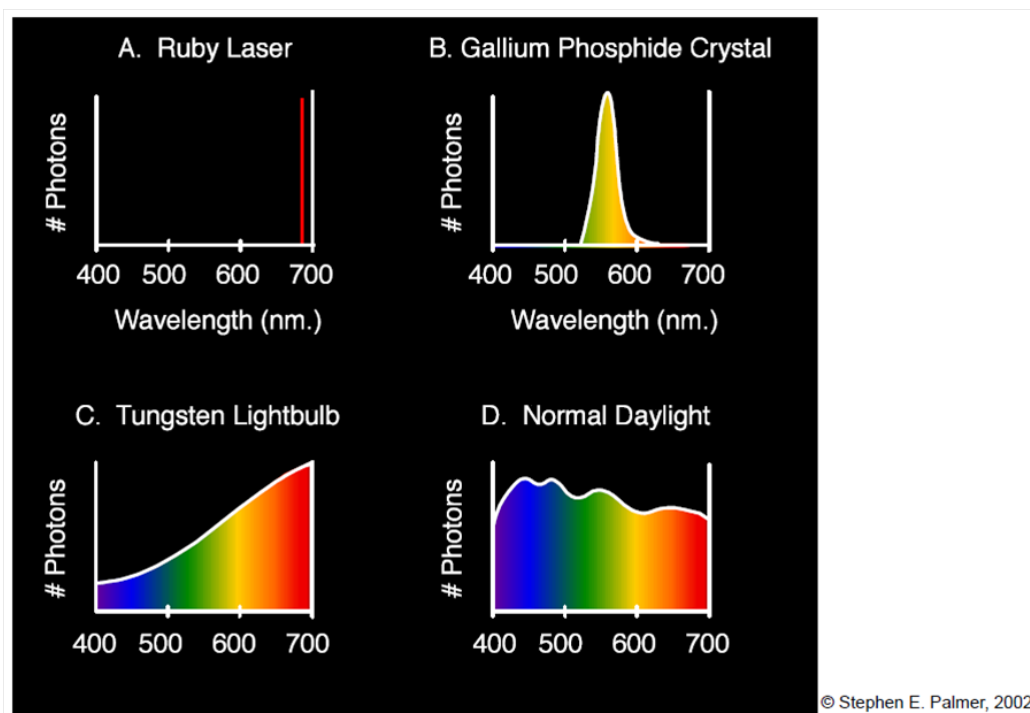 A. Ruby Laser
# Photons
400 500 600 700
Wavelength (nm.)
B. Gallium Phosphide Crystal
# Photons
400 500 600 700
Wavelength (nm.)
C. Tungsten Lightbulb
# Photons
400 500 600 700
D. Normal Daylight
# Photons
400 500 600 700
© Stephen E. Palmer, 2002